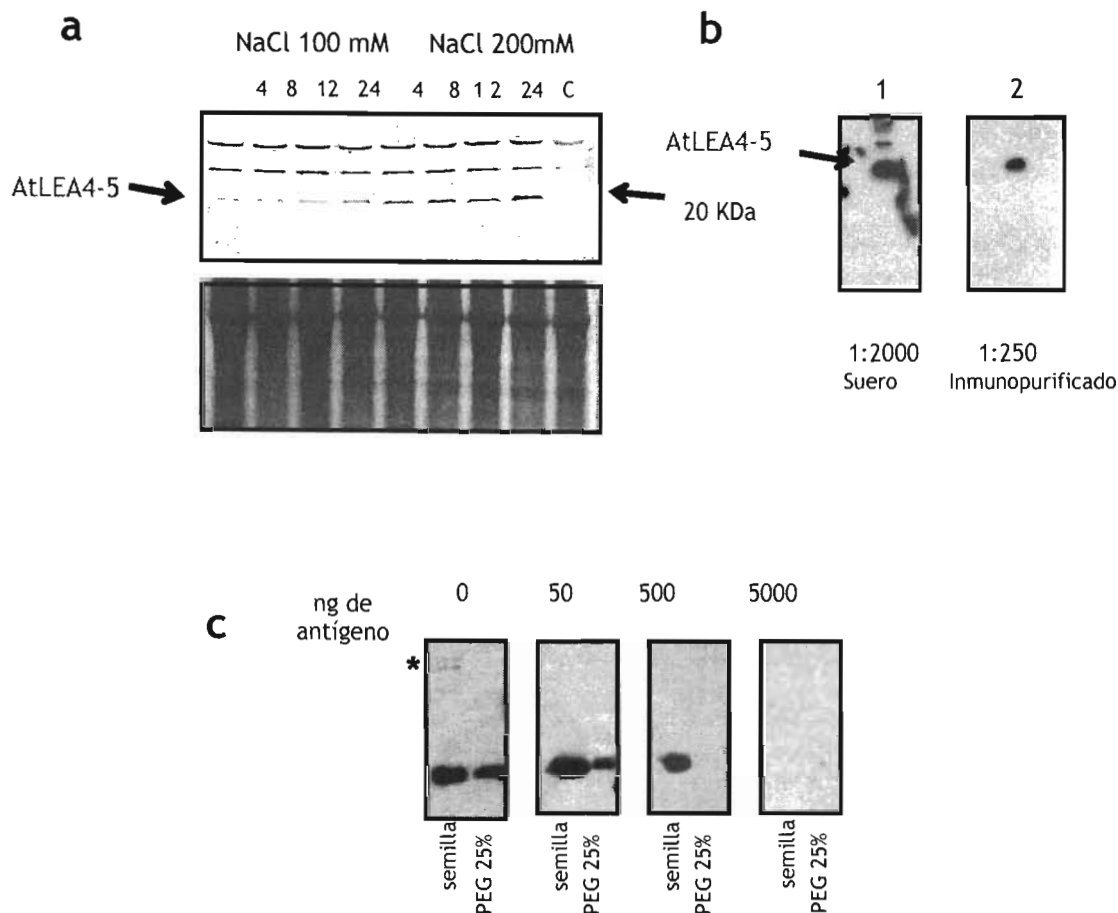 a
NaCl 100 mM NaCl 200mM
4 8 12 24 4 8 12 24 C
AtLEA4-5
20 KDa
b
1 2
AtLEA4-5
1:2000 1:250
Suero Inmunopurificado
c
ng de
antígeno
0 50 500 5000
*
semilla
PEG 25%
semilla
PEG 25%
semilla
PEG 25%
semilla
PEG 25%